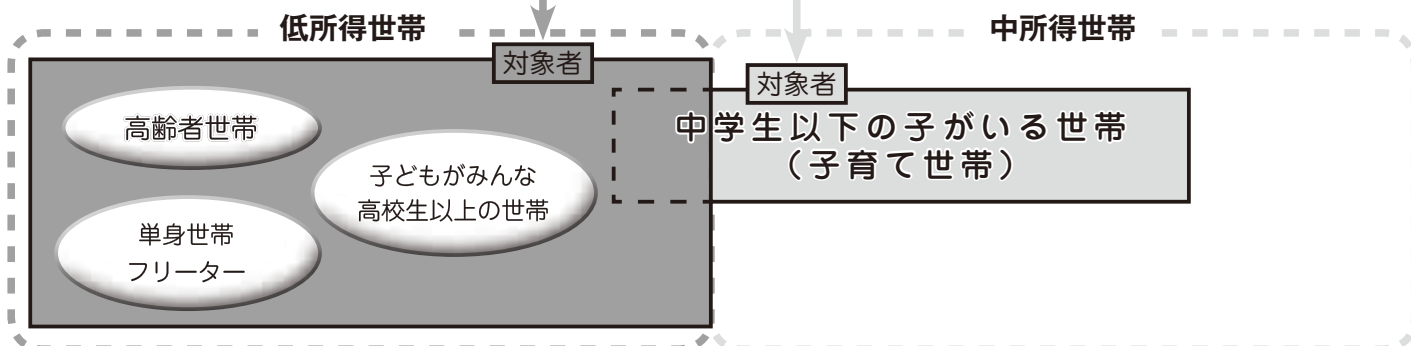 低所得世帯
中所得世帯
対象者
対象者
高齢者世帯
子どもがみんな
高校生以上の世帯
単身世帯
フリーター
中学生以下の子がいる世帯
（子育て世帯）